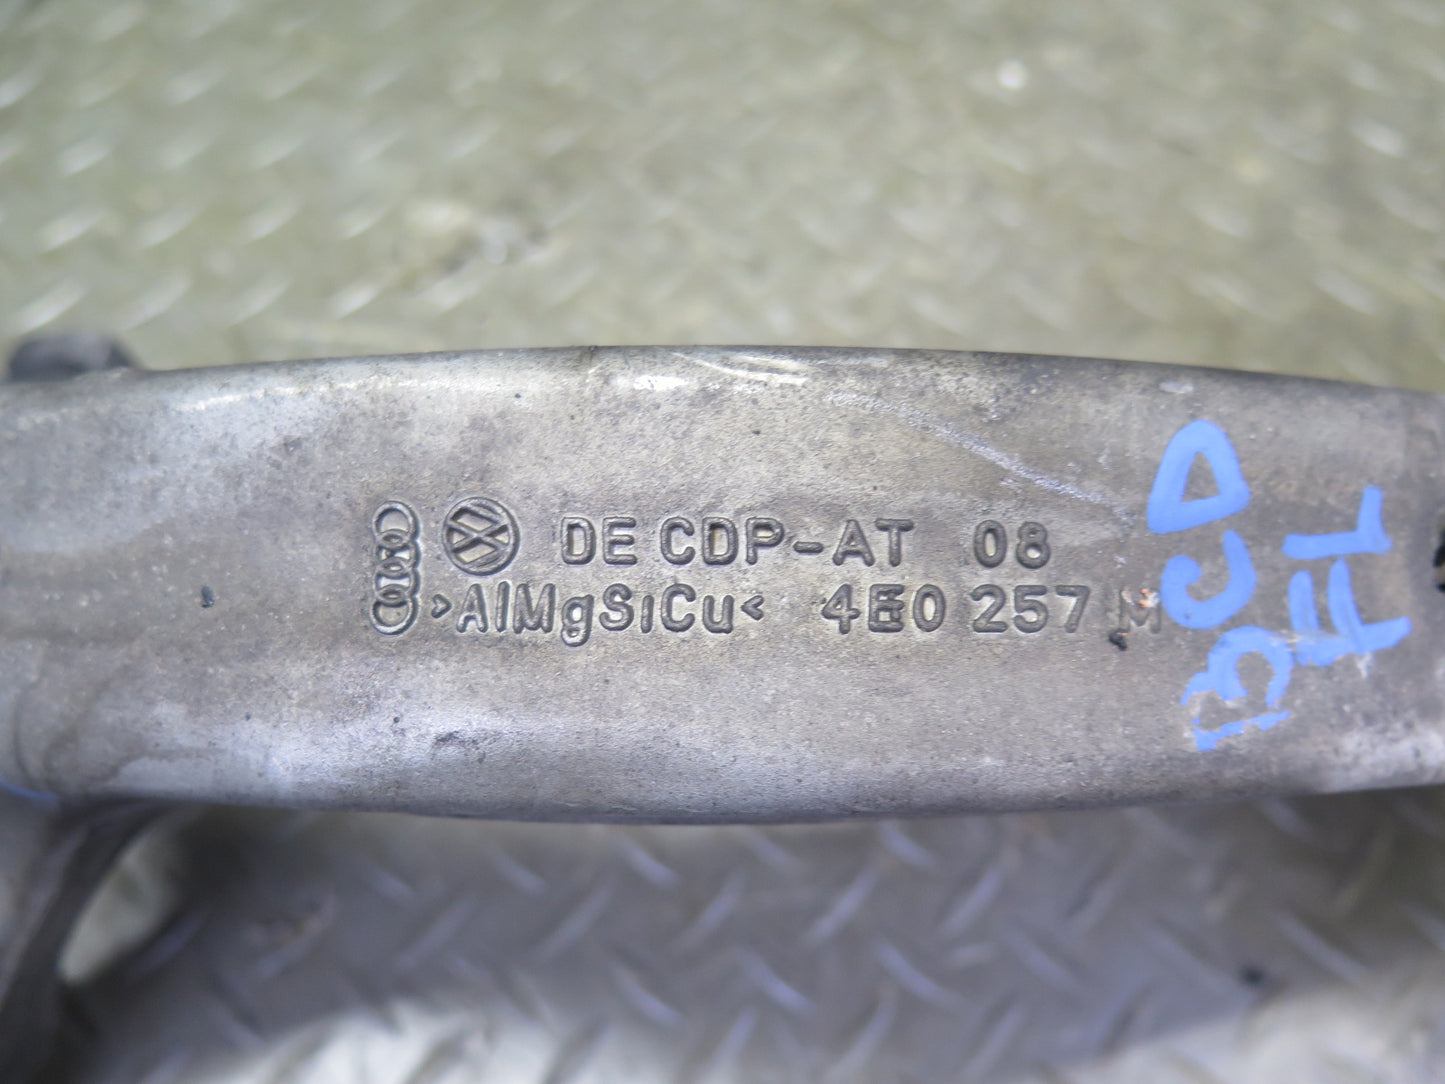 DE CDP-AT 08
>AlMgSiCu< 4E0 257 M